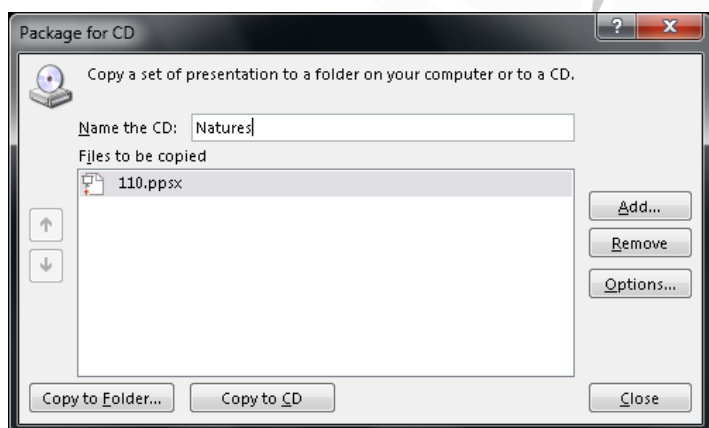 Package for CD
?
X
Copy a set of presentation to a folder on your computer or to a CD.
Name the CD: Natures
Files to be copied
110.ppsx
Add...
Remove
Options...
Copy to Folder... Copy to CD Close